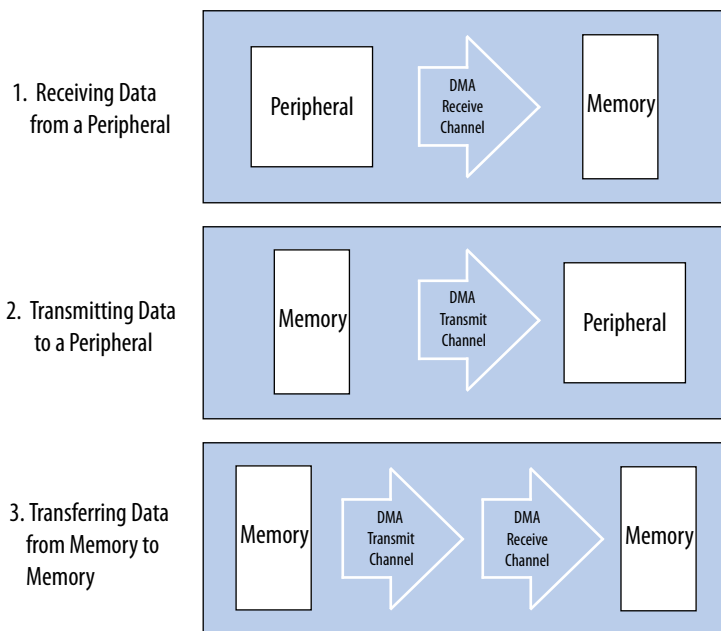 1. Receiving Data
from a Peripheral
Peripheral
DMA
Receive
Channel
Memory
2. Transmitting Data
to a Peripheral
Memory
DMA
Transmit
Channel
Peripheral
3. Transferring Data
from Memory to
Memory
Memory
DMA
Transmit
Channel
DMA
Receive
Channel
Memory